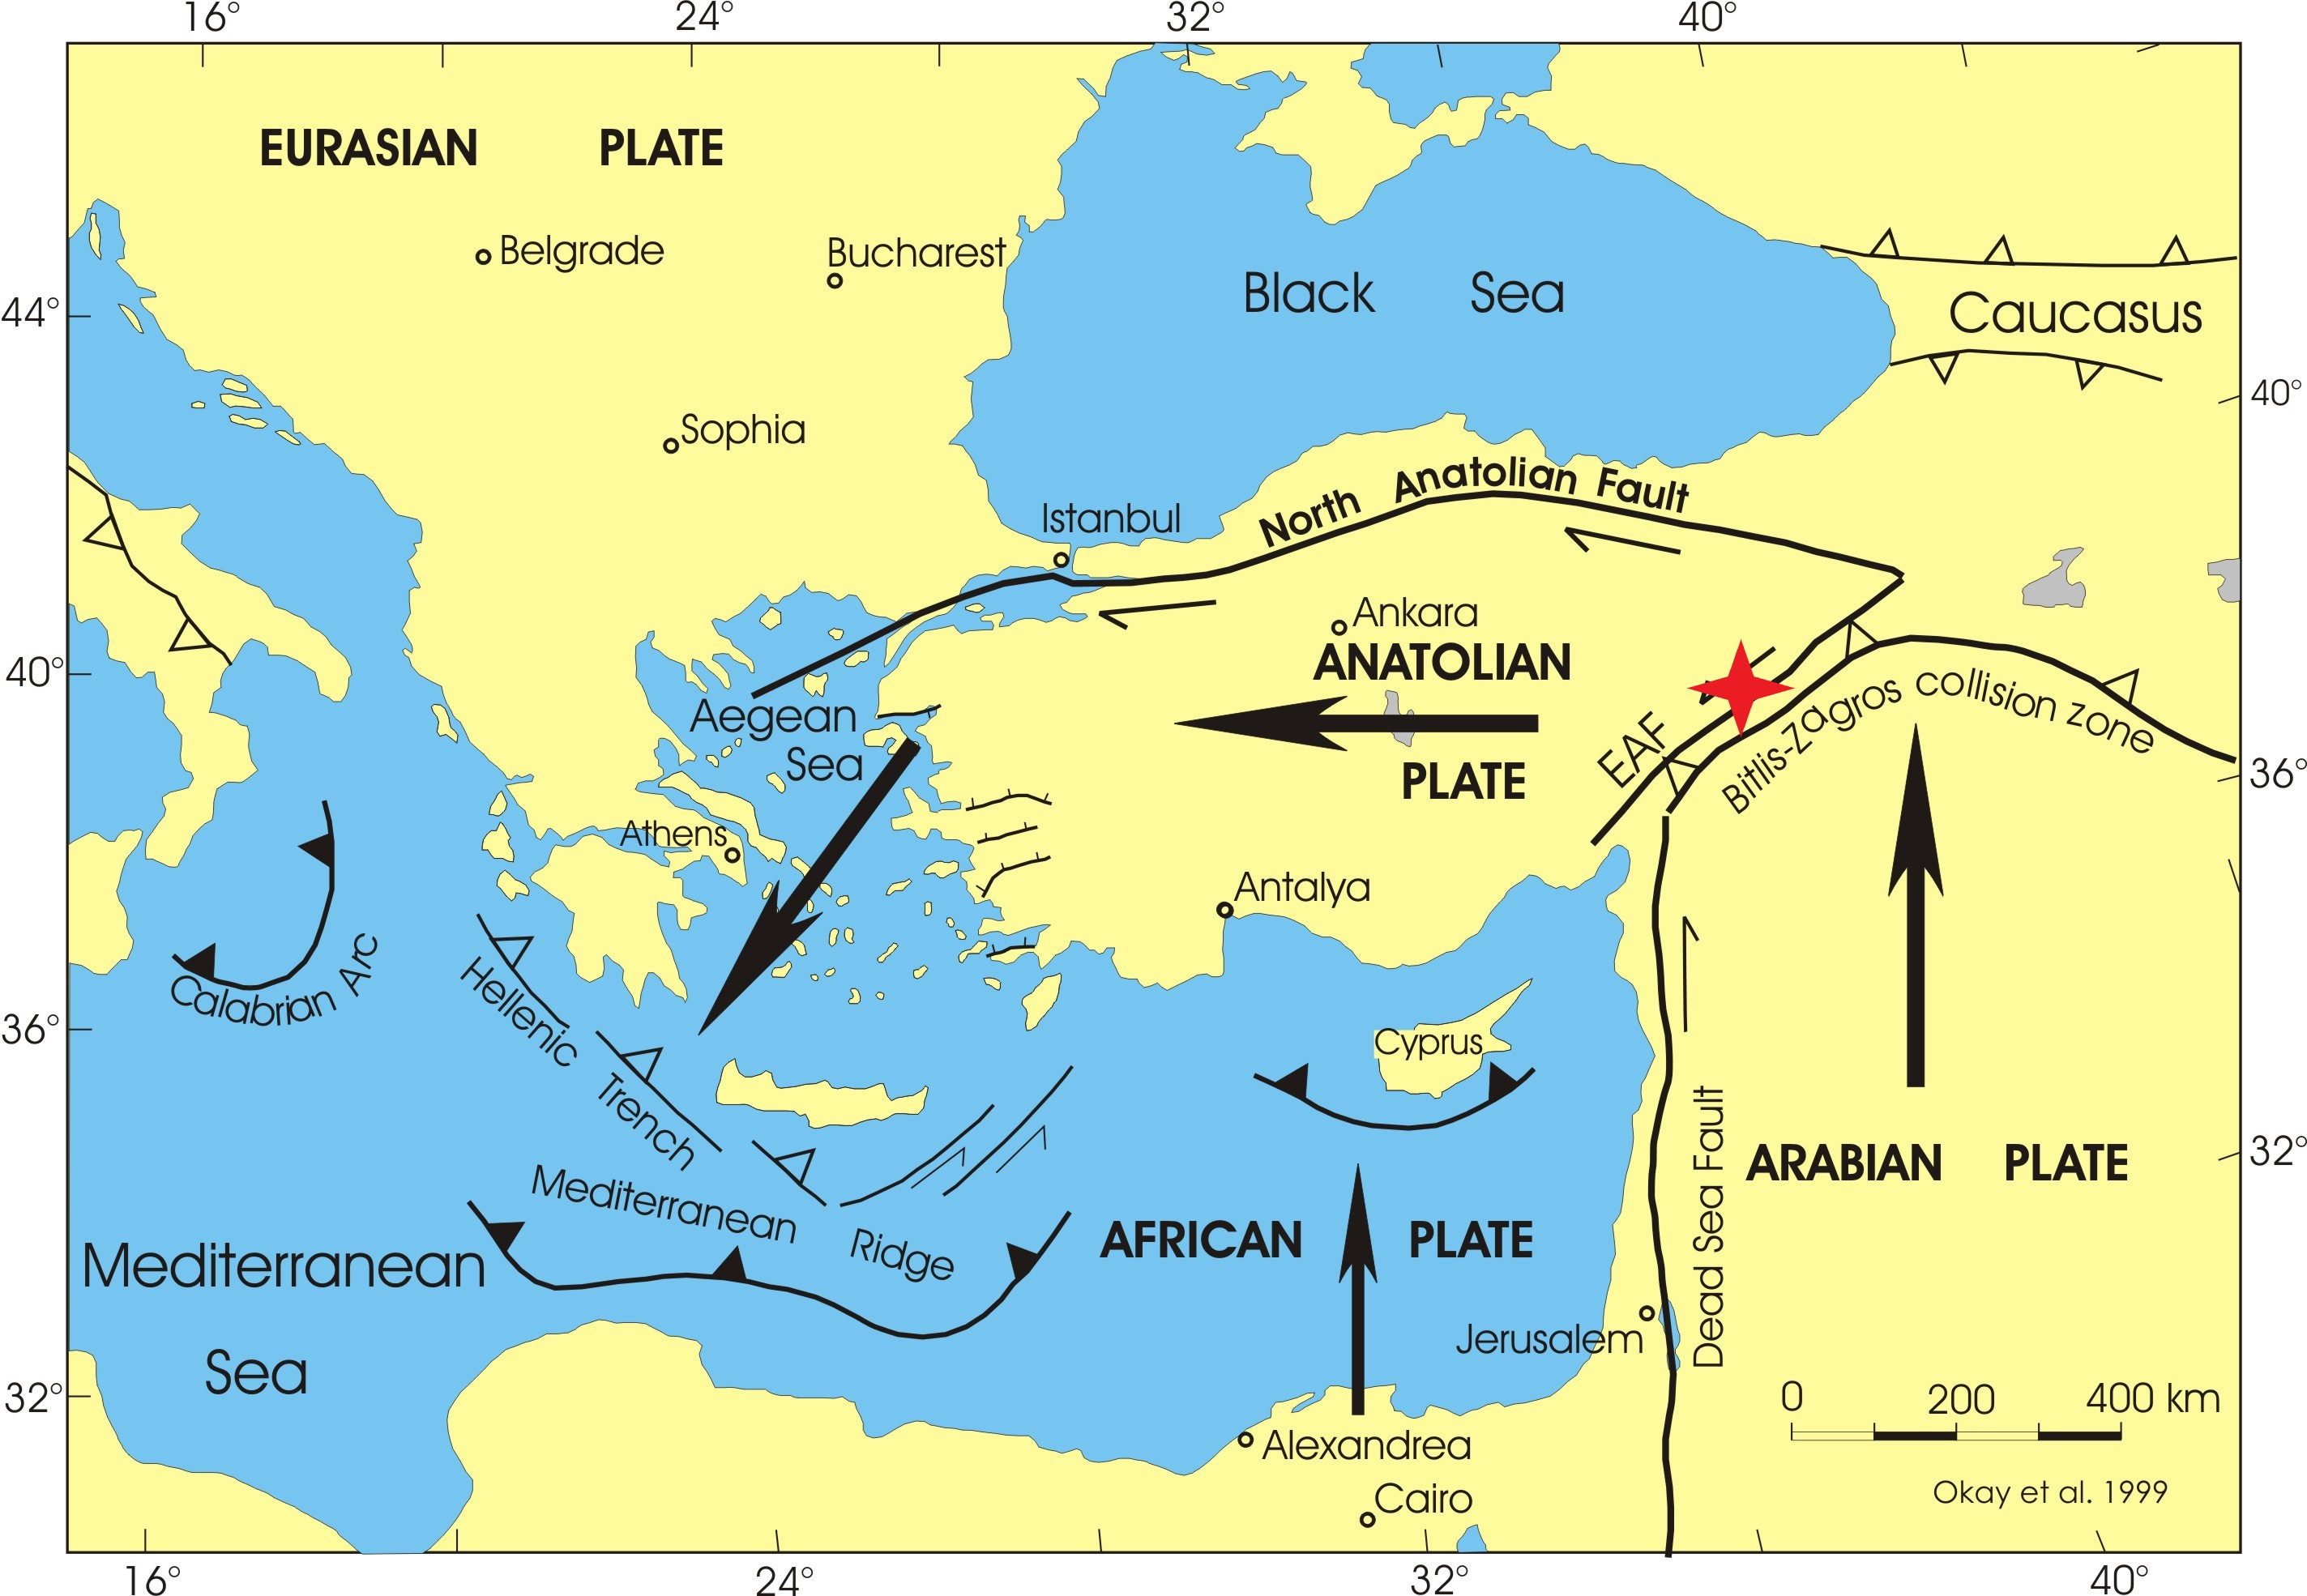 16° 24° 32° 40°
EURASIAN PLATE
Belgrade
Bucharest
Black Sea
44°
Caucasus
40°
Sophia
North Anatolian Fault
Istanbul
Ankara
ANATOLIAN
40°
Bitlis-Zagros collision zone
Aegean
Sea
EAF
PLATE
36°
Athens
Antalya
Calabrian Arc
Hellenic Trench
36°
Cyprus
Dead Sea Fault
ARABIAN PLATE
32°
Mediterranean Ridge
AFRICAN PLATE
Mediterranean
Sea
Jerusalem
32°
0 200 400 km
Alexandrea
Okay et al. 1999
Cairo
16° 24° 32° 40°